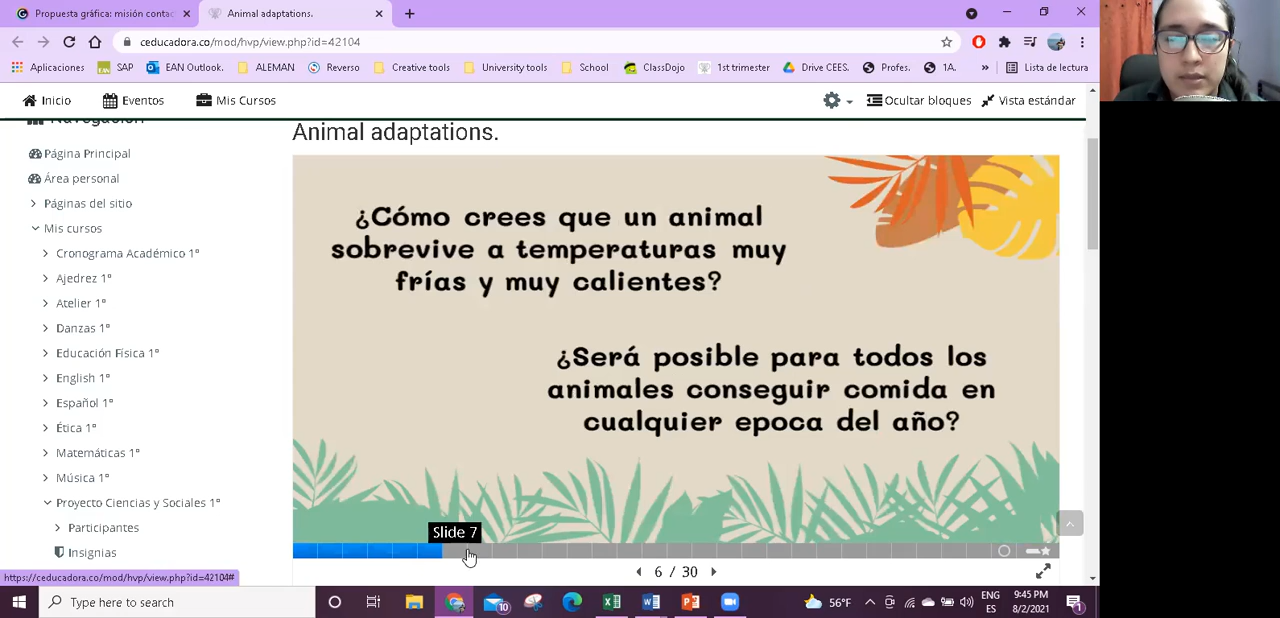 Propuesta gráfica: misión conta
Animal adaptations.
ceducadora.co/mod/hvp/view.php?id=42104
Aplicaciones
SAP
EAN Outlook.
ALEMAN
Reverso
Creative tools
University tools
School
ClassDojo
1st trimester
Drive CEES.
Profes.
1A.
»
Lista de lectura
Inicio
Eventos
Mis Cursos
Ocultar bloques
Vista estándar
Navegación
Página Principal
Área personal
Páginas del sitio
Mis cursos
Cronograma Académico 1°
Ajedrez 1°
Atelier 1°
Danzas 1°
Educación Física 1°
English 1°
Español 1°
Ética 1°
Matemáticas 1°
Música 1°
Proyecto Ciencias y Sociales 1°
Participantes
Insignias
Animal adaptations.
¿Cómo crees que un animal
sobrevive a temperaturas muy
frías y muy calientes?
¿Será posible para todos los
animales conseguir comida en
cualquier epoca del año?
Slide 7
6 / 30
https://ceducadora.co/mod/hvp/view.php?id=42104#
Type here to search
10
56°F
ENG
ES
9:45 PM
8/2/2021
1